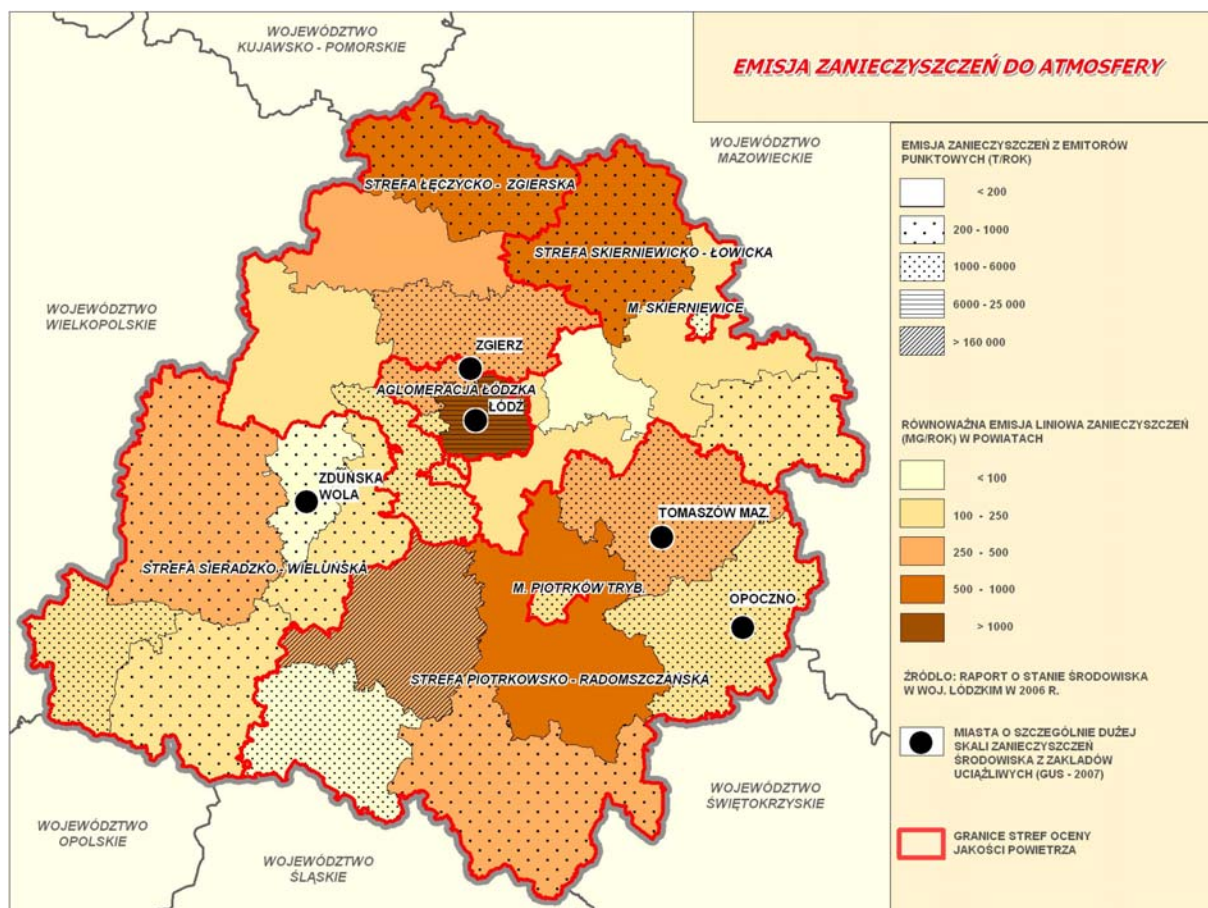 WOJEWÓDZTWO
KUJAWSKO - POMORSKIE
EMISJA ZANIECZYSZCZEŃ DO ATMOSFERY
WOJEWÓDZTWO
MAZOWIECKIE
STREFA ŁĘCZYCKO - ZGIERSKA
STREFA SKIERNIEWICKO - ŁOWICKA
M. SKIERNIEWICE
WOJEWÓDZTWO
WIELKOPOLSKIE
ZGIERZ
AGLOMERACJA ŁÓDZKA
ŁÓDŹ
ZDUŃSKA
WOLA
TOMASZÓW MAZ.
STREFA SIERADZKO - WIELUŃSKA
M. PIOTRKÓW TRYB.
OPOCZNO
STREFA PIOTRKOWSKO - RADOMSZCZAŃSKA
WOJEWÓDZTWO
ŚWIĘTOKRZYSKIE
WOJEWÓDZTWO
OPOLSKIE
WOJEWÓDZTWO
ŚLĄSKIE
EMISJA ZANIECZYSZCZEŃ Z EMITORÓW
PUNKTOWYCH (T/ROK)
< 200
200 - 1000
1000 - 6000
6000 - 25 000
> 160 000
RÓWNOWAŻNA EMISJA LINIOWA ZANIECZYSZCZEŃ
(MG/ROK) W POWIATACH
< 100
100 - 250
250 - 500
500 - 1000
> 1000
ŹRÓDŁO: RAPORT O STANIE ŚRODOWISKA
W WOJ. ŁÓDZKIM W 2006 R.
MIASTA O SZCZEGÓLNIE DUŻEJ
SKALI ZANIECZYSZCZEŃ
ŚRODOWISKA Z ZAKŁADÓW
UCIĄŻLIWYCH (GUS - 2007)
GRANICE STREF OCENY
JAKOŚCI POWIETRZA